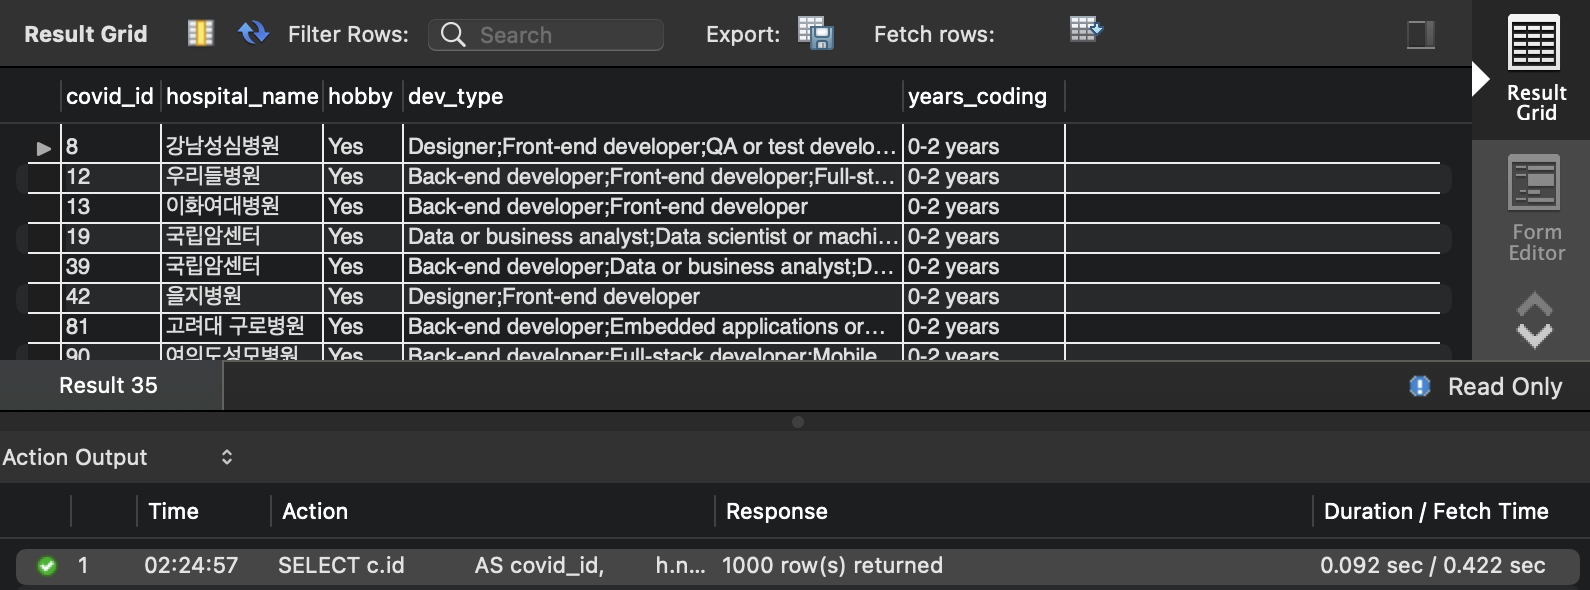 Result Grid Filter Rows: Search Export: Fetch rows:
Result Grid
covid_id hospital_name hobby dev_type years_coding
8 강남성심병원 Yes Designer;Front-end developer;QA or test develo... 0-2 years
12 우리들병원 Yes Back-end developer;Front-end developer;Full-st... 0-2 years
13 이화여대병원 Yes Back-end developer;Front-end developer 0-2 years
19 국립암센터 Yes Data or business analyst;Data scientist or machi... 0-2 years
39 국립암센터 Yes Back-end developer;Data or business analyst;D... 0-2 years
42 을지병원 Yes Designer;Front-end developer 0-2 years
81 고려대 구로병원 Yes Back-end developer;Embedded applications or... 0-2 years
90 여의도성모병원 Yes Back-end developer;Full-stack developer;Mobile 0-2 years
Form Editor
Result 35 Read Only
Action Output
Time Action Response Duration / Fetch Time
1 02:24:57 SELECT c.id AS covid_id, h.n... 1000 row(s) returned 0.092 sec / 0.422 sec